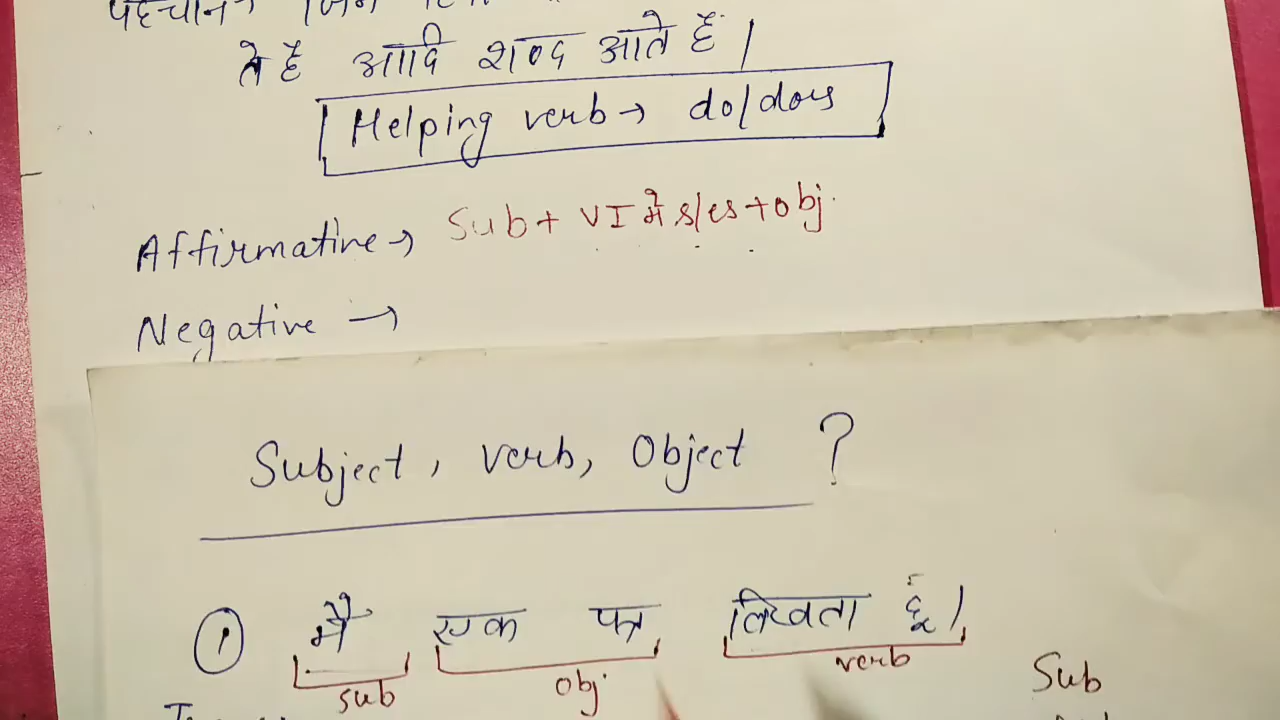 पहचान
ते हैं आदि शब्द आते हैं।
Helping verb → do/does
Affirmative → Sub + VI में s/es + obj.
Negative →
Subject, verb, Object ?
① मैं एक पत्र लिखता हूँ।
sub obj verb
Sub